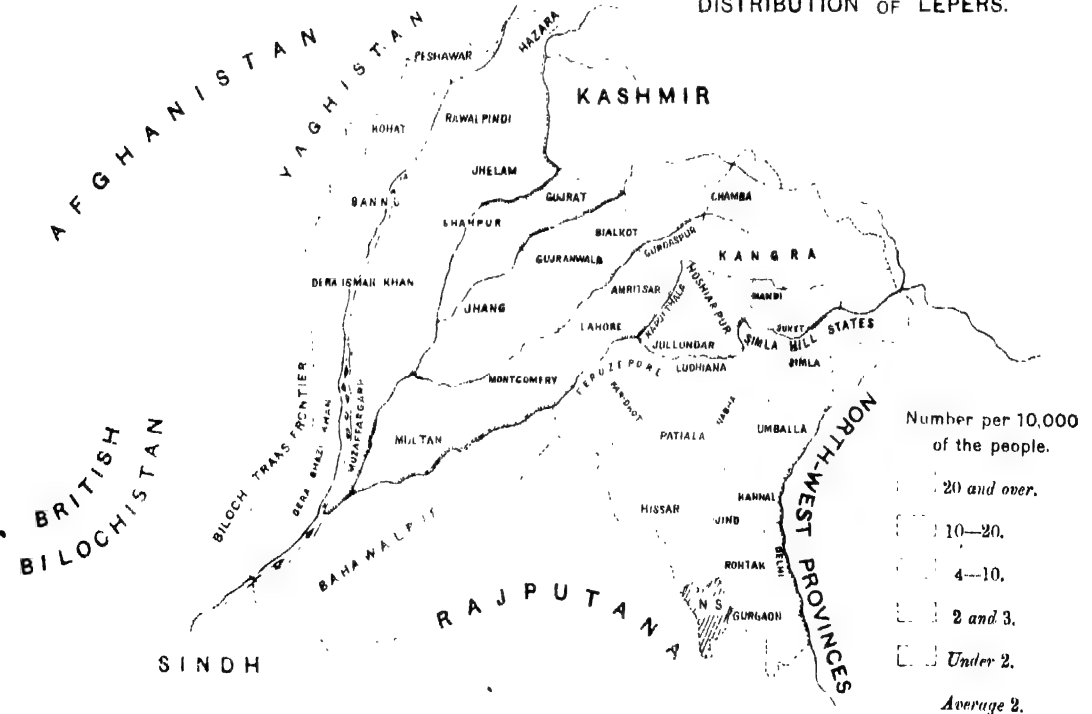 DISTRIBUTION OF LEPERS.
HAZARA
PESHAWAR
AFGHANISTAN
YAGHISTAN
KASHMIR
KOHAT
RAWALPINDI
JHELAM
BANNU
GUJRAT
CHAMBA
SHAHPUR
SIALKOT
GURDASPUR
KANGRA
GUJRANWALA
DERA ISMAIL KHAN
AMRITSAR
KAPURTHALA
HOSHIARPUR
MANDI
JHANG
LAHORE
SUKET
SIMLA HILL STATES
JULLUNDAR
SIMLA
FERUZEPORE
LUDHIANA
MONTGOMERY
FARIDKOT
NABHA
BILOCH TRAAS FRONTIER
DERA GHAZI KHAN
MUZAFFARGARH
MULTAN
PATIALA
UMBALLA
NORTH-WEST PROVINCES
Number per 10,000
of the people.
20 and over.
10—20.
4—10.
2 and 3.
Under 2.
Average 2.
BRITISH
BILOCHISTAN
KARNAL
HISSAR
JIND
BAHAWALPUR
ROHTAK
DELHI
RAJPUTANA
N S
GURGAON
SINDH